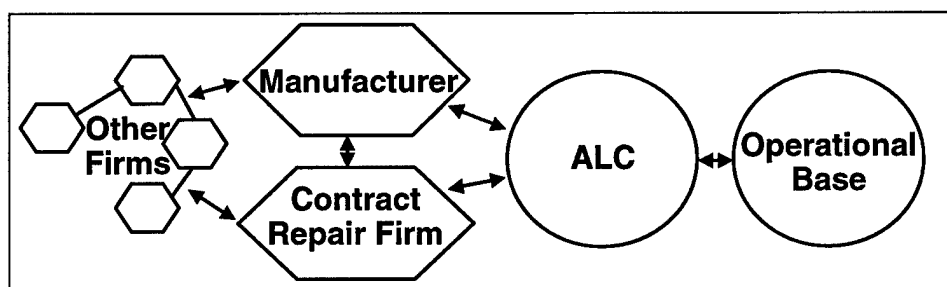 Other
Firms
Manufacturer
Contract
Repair Firm
ALC
Operational
Base